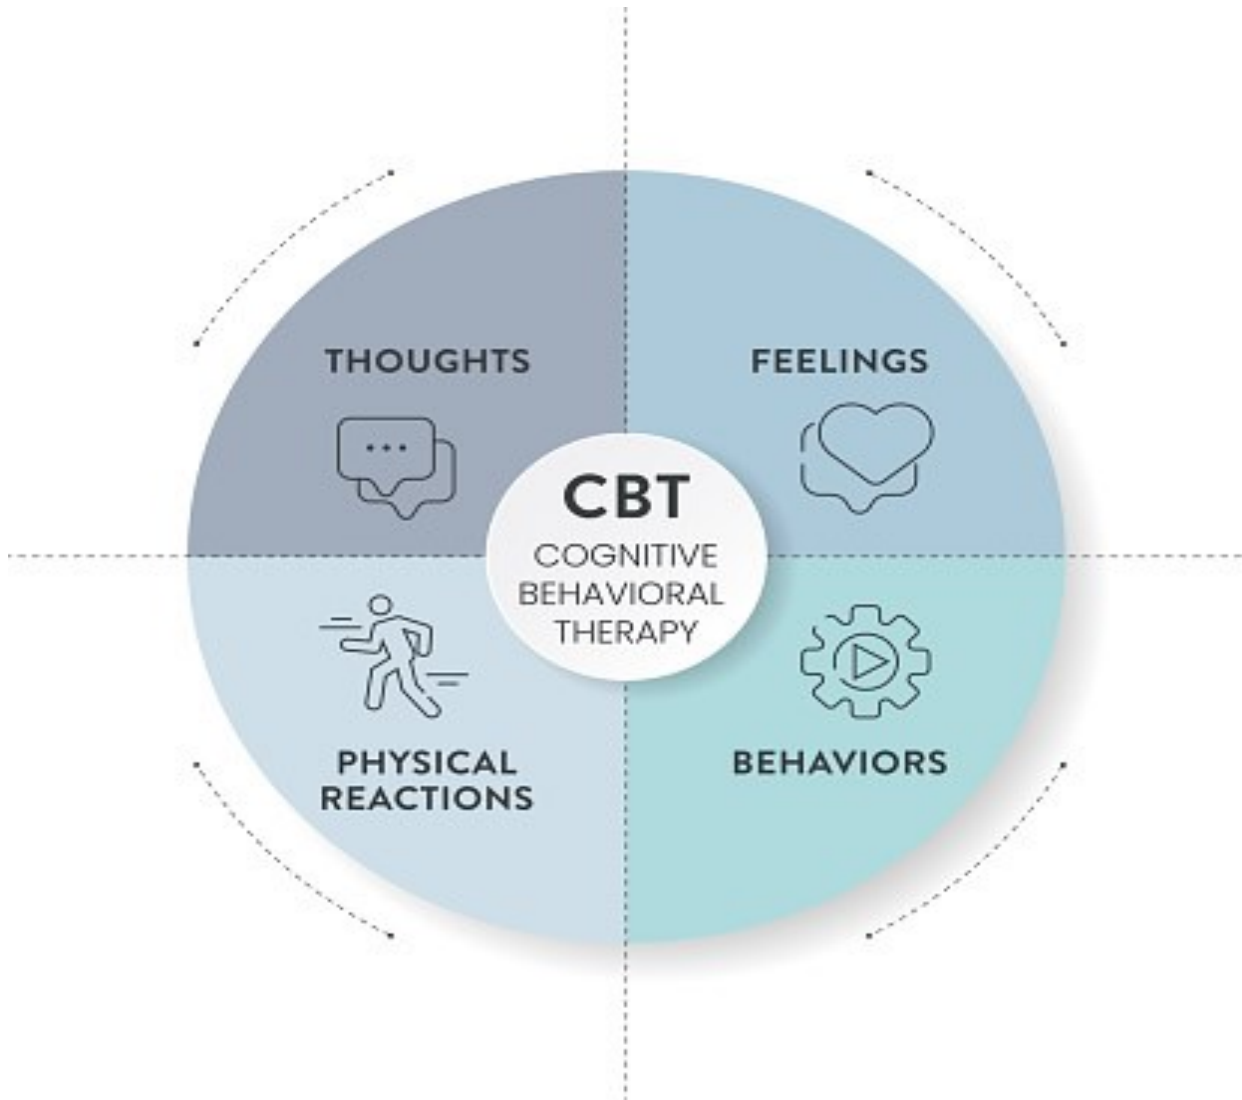 THOUGHTS
FEELINGS
CBT
COGNITIVE
BEHAVIORAL
THERAPY
PHYSICAL
REACTIONS
BEHAVIORS